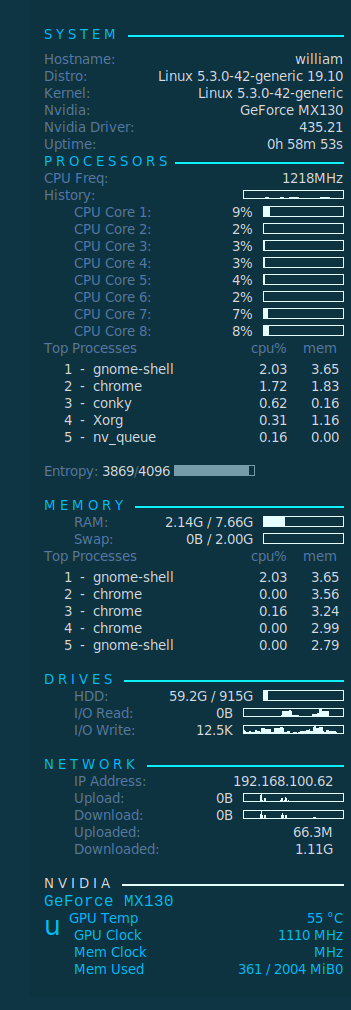 SYSTEM
Hostname: william
Distro: Linux 5.3.0-42-generic 19.10
Kernel: Linux 5.3.0-42-generic
Nvidia: GeForce MX130
Nvidia Driver: 435.21
Uptime: 0h 58m 53s
PROCESSORS
CPU Freq: 1218MHz
History:
CPU Core 1: 9%
CPU Core 2: 2%
CPU Core 3: 3%
CPU Core 4: 3%
CPU Core 5: 4%
CPU Core 6: 2%
CPU Core 7: 7%
CPU Core 8: 8%
Top Processes cpu% mem
1 - gnome-shell 2.03 3.65
2 - chrome 1.72 1.83
3 - conky 0.62 0.16
4 - Xorg 0.31 1.16
5 - nv_queue 0.16 0.00
Entropy: 3869/4096
MEMORY
RAM: 2.14G / 7.66G
Swap: 0B / 2.00G
Top Processes cpu% mem
1 - gnome-shell 2.03 3.65
2 - chrome 0.00 3.56
3 - chrome 0.16 3.24
4 - chrome 0.00 2.99
5 - gnome-shell 0.00 2.79
DRIVES
HDD: 59.2G / 915G
I/O Read: 0B
I/O Write: 12.5K
NETWORK
IP Address: 192.168.100.62
Upload: 0B
Download: 0B
Uploaded: 66.3M
Downloaded: 1.11G
NVIDIA
GeForce MX130
u GPU Temp 55 °C
GPU Clock 1110 MHz
Mem Clock MHz
Mem Used 361 / 2004 MiB0